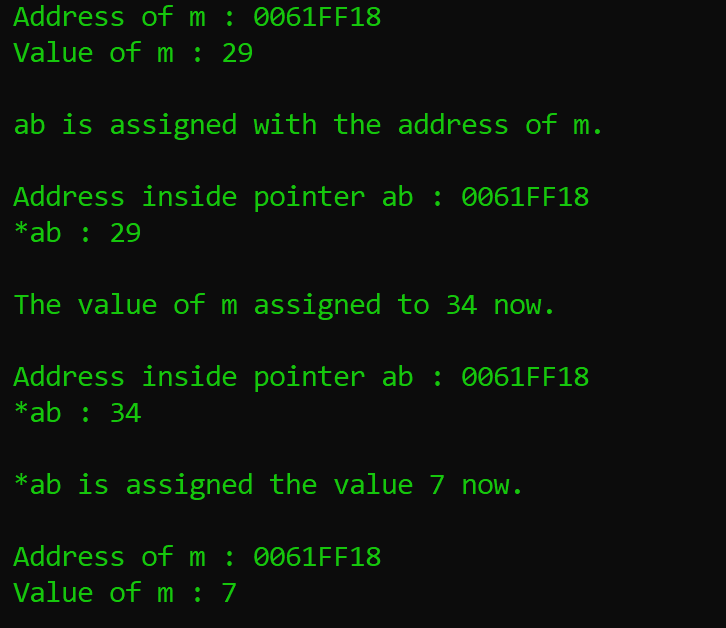 Address of m : 0061FF18
Value of m : 29
ab is assigned with the address of m.
Address inside pointer ab : 0061FF18
*ab : 29
The value of m assigned to 34 now.
Address inside pointer ab : 0061FF18
*ab : 34
*ab is assigned the value 7 now.
Address of m : 0061FF18
Value of m : 7